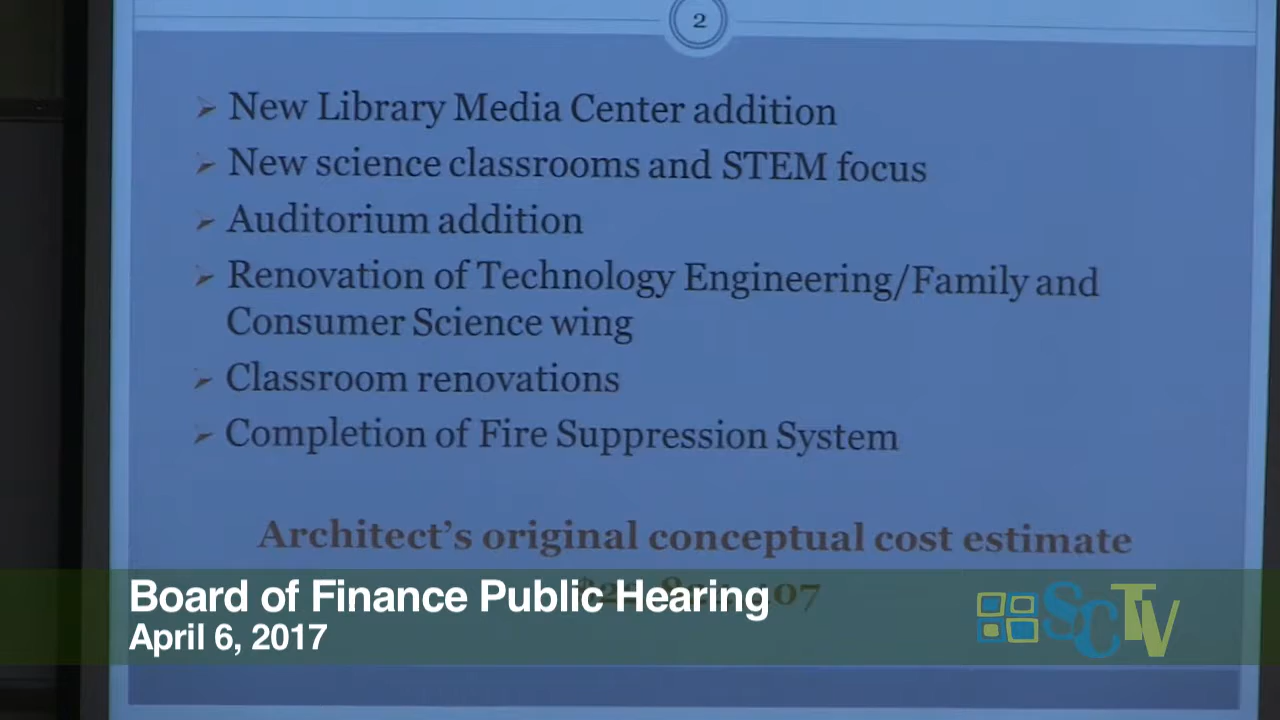 2
New Library Media Center addition
New science classrooms and STEM focus
Auditorium addition
Renovation of Technology Engineering/Family and
Consumer Science wing
Classroom renovations
Completion of Fire Suppression System
Architect's original conceptual cost estimate
Board of Finance Public Hearing
April 6, 2017
SCTV